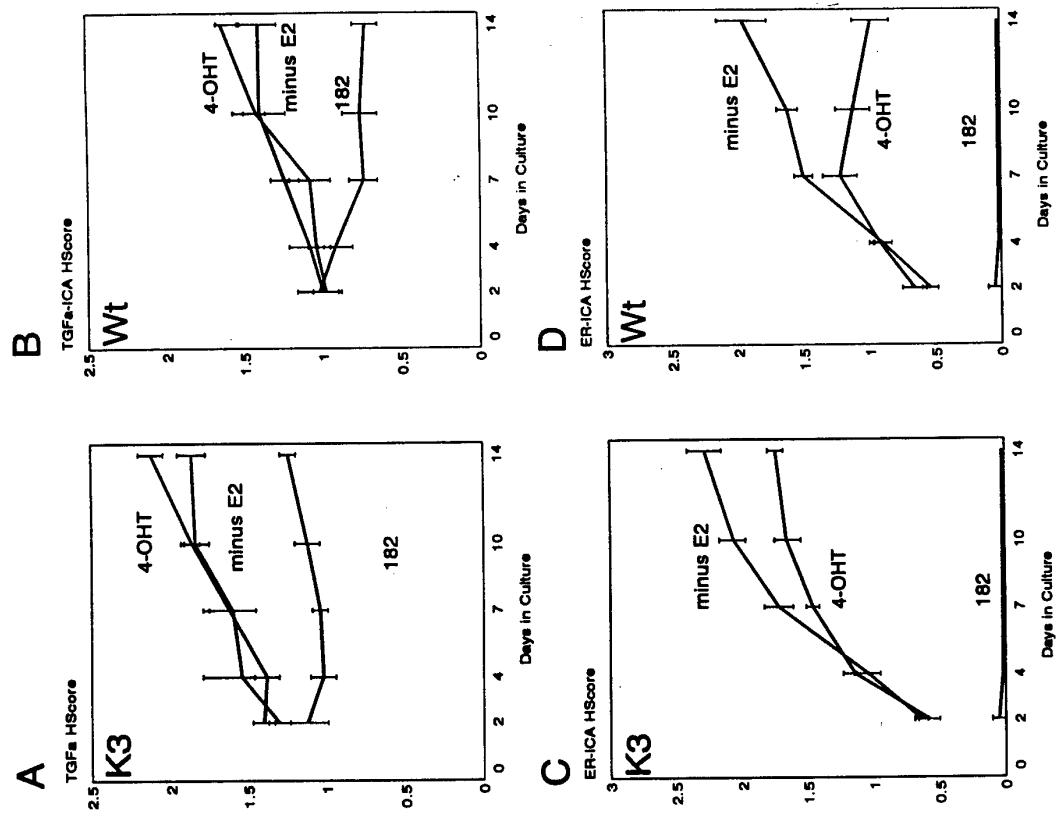 A
TGFa HScore
K3
2.5
2
1.5
1
0.5
0
4-OHT
minus E2
182
0 2 4 7 10 14
Days in Culture
B
TGFa-ICA HScore
Wt
2.5
2
1.5
1
0.5
0
4-OHT
minus E2
182
0 2 4 7 10 14
Days in Culture
C
ER-ICA HScore
K3
3
2.5
2
1.5
1
0.5
0
minus E2
4-OHT
182
0 2 4 7 10 14
Days in Culture
D
ER-ICA HScore
Wt
3
2.5
2
1.5
1
0.5
0
minus E2
4-OHT
182
0 2 4 7 10 14
Days in Culture